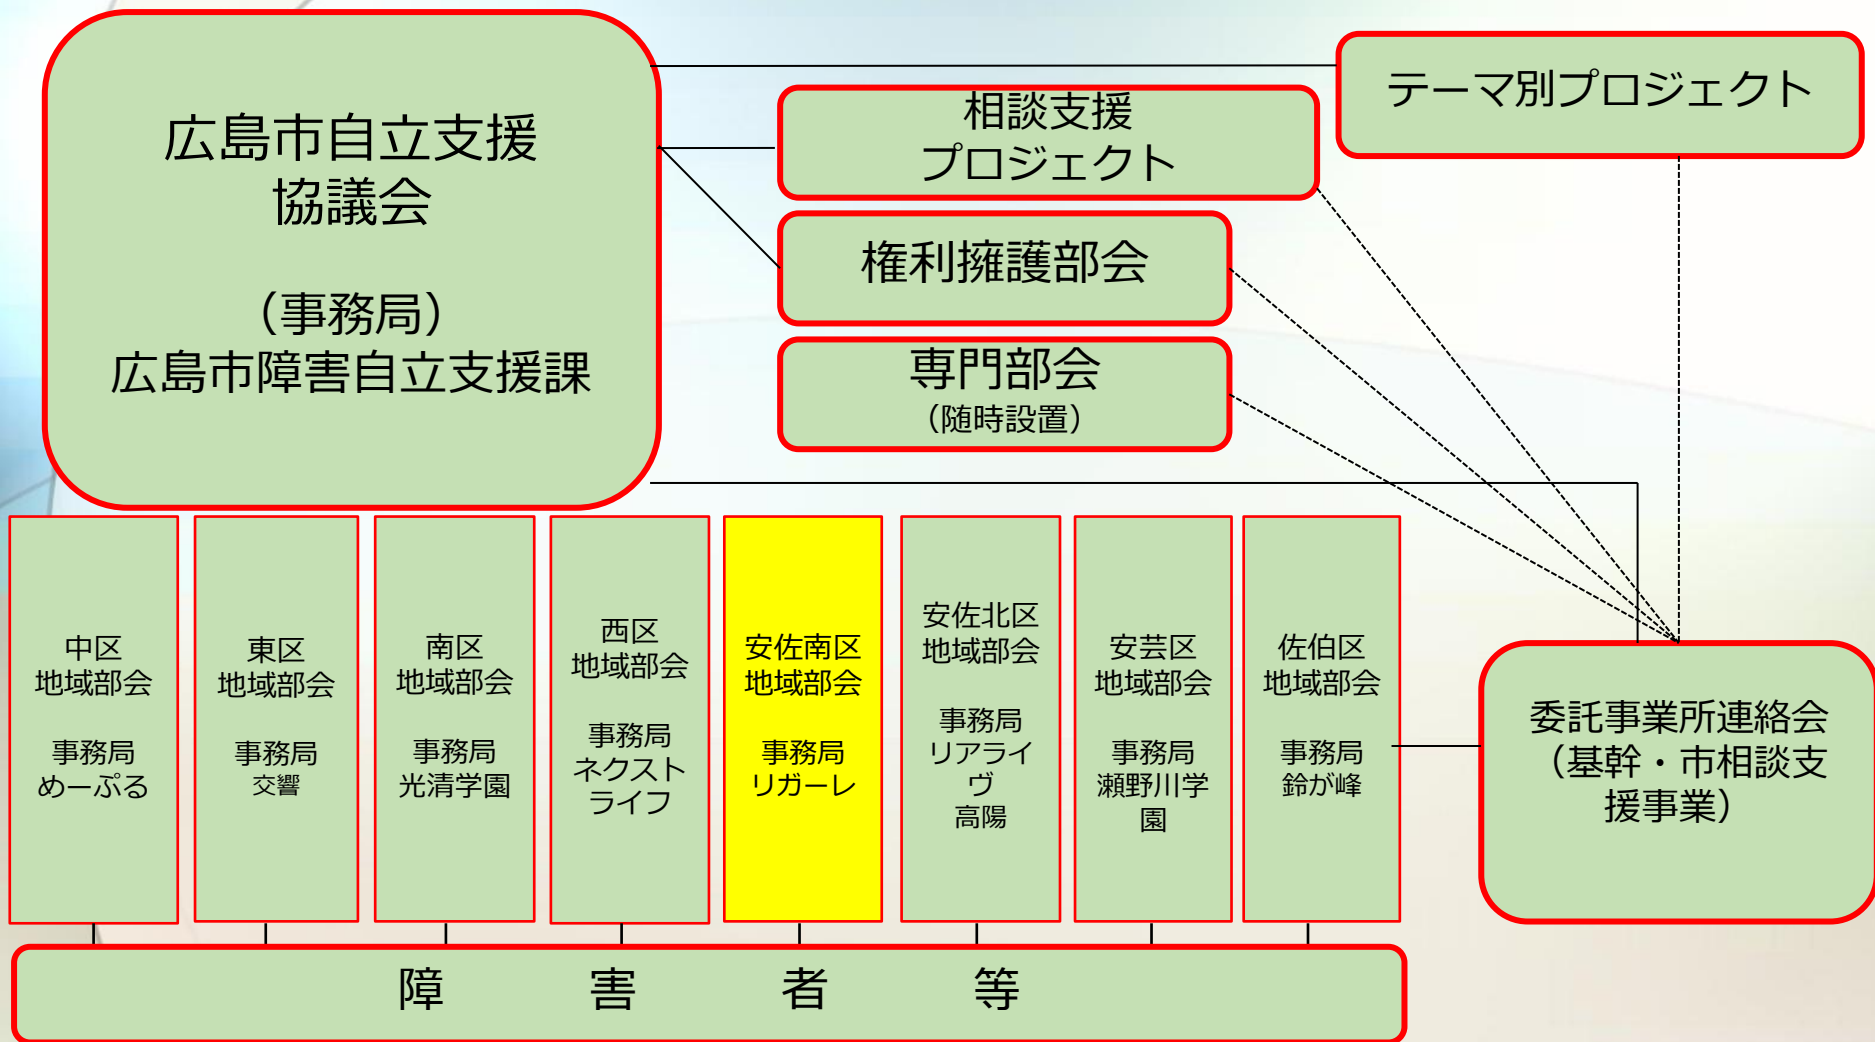 広島市自立支援
協議会
（事務局）
広島市障害自立支援課
テーマ別プロジェクト
相談支援
プロジェクト
権利擁護部会
専門部会
（随時設置）
中区
地域部会
事務局
めーぷる
東区
地域部会
事務局
交響
南区
地域部会
事務局
光清学園
西区
地域部会
事務局
ネクスト
ライフ
安佐南区
地域部会
事務局
リガーレ
安佐北区
地域部会
事務局
リアライ
ヴ
高陽
安芸区
地域部会
事務局
瀬野川学
園
佐伯区
地域部会
事務局
鈴が峰
委託事業所連絡会
（基幹・市相談支
援事業）
障　害　者　等